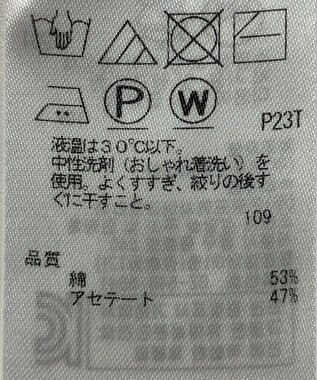 P W
P23T
液温は30℃以下。
中性洗剤（おしゃれ着洗い）を
使用。よくすすぎ、絞りの後す
ぐに干すこと。
109
品質
綿 53%
アセテート 47%